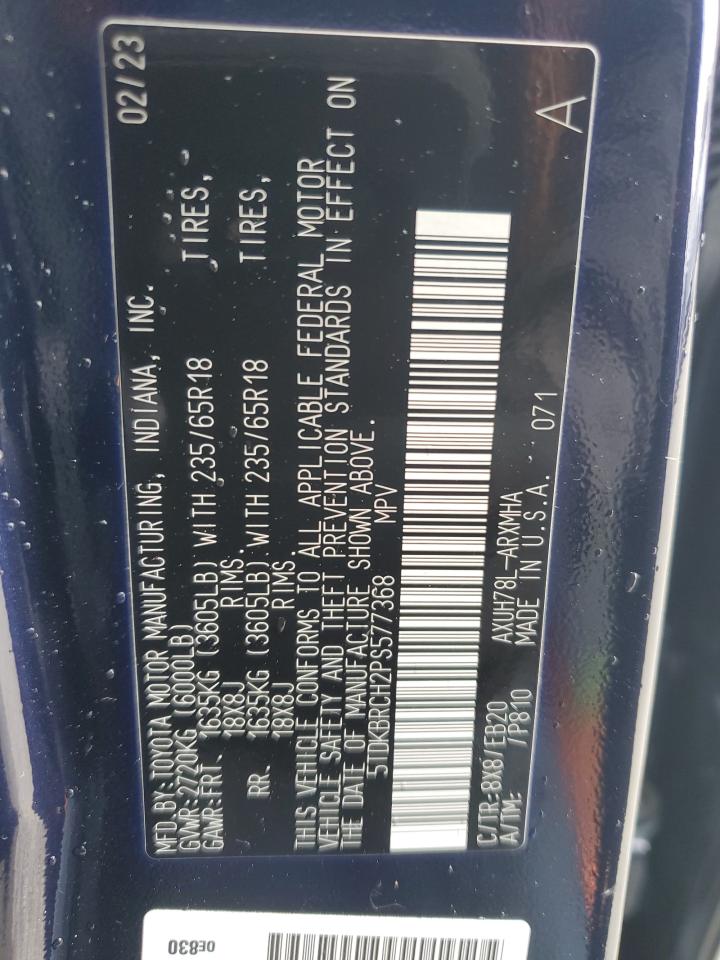 02/23
MFD.BY:TOYOTA MOTOR MANUFACTURING, INDIANA, INC.
GVWR:2720KG (6000LB)
GAWR:FRT. 1635KG (3605LB) WITH 235/65R18 TIRES,
18X8J RIMS.
RR. 1635KG (3605LB) WITH 235/65R18 TIRES,
18X8J RIMS.
THIS VEHICLE CONFORMS TO ALL APPLICABLE FEDERAL MOTOR
VEHICLE SAFETY AND THEFT PREVENTION STANDARDS IN EFFECT ON
THE DATE OF MANUFACTURE SHOWN ABOVE.
5TDKBRCH2PS577368 MPV
C/TR:8X8/EB20 AXUH78L-ARXMHA
A/TM: /P810 MADE IN U.S.A. 071 A
0E830